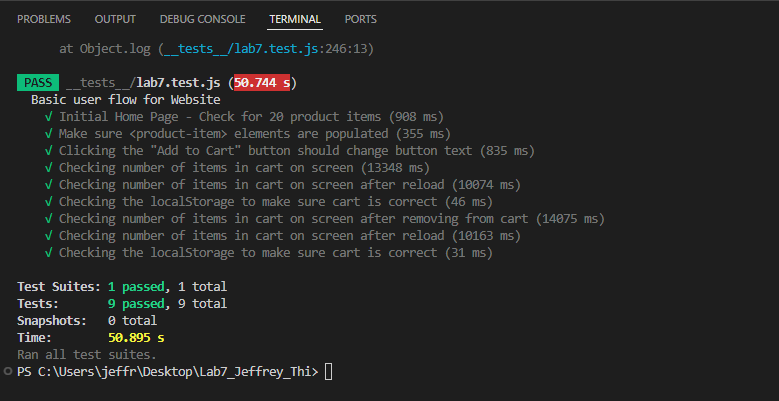 PROBLEMS OUTPUT DEBUG CONSOLE TERMINAL PORTS
at Object.log (__tests__/lab7.test.js:246:13)
PASS __tests__/lab7.test.js (50.744 s)
Basic user flow for Website
√ Initial Home Page - Check for 20 product items (908 ms)
√ Make sure <product-item> elements are populated (355 ms)
√ Clicking the "Add to Cart" button should change button text (835 ms)
√ Checking number of items in cart on screen (13348 ms)
√ Checking number of items in cart on screen after reload (10074 ms)
√ Checking the localStorage to make sure cart is correct (46 ms)
√ Checking number of items in cart on screen after removing from cart (14075 ms)
√ Checking number of items in cart on screen after reload (10163 ms)
√ Checking the localStorage to make sure cart is correct (31 ms)
Test Suites: 1 passed, 1 total
Tests: 9 passed, 9 total
Snapshots: 0 total
Time: 50.895 s
Ran all test suites.
PS C:\Users\jeffr\Desktop\Lab7_Jeffrey_Thi>